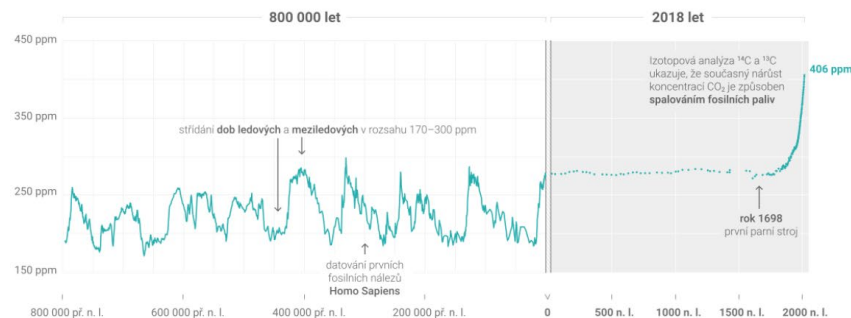 800 000 let
2018 let
450 ppm
350 ppm
250 ppm
150 ppm
střídání dob ledových a meziledových v rozsahu 170–300 ppm
datování prvních
fosilních nálezů
Homo Sapiens
Izotopová analýza ¹⁴C a ¹³C
ukazuje, že současný nárůst
koncentrací CO₂ je způsoben
spalováním fosilních paliv
406 ppm
rok 1698
první parní stroj
800 000 př. n. l.
600 000 př. n. l.
400 000 př. n. l.
200 000 př. n. l.
0
500 n. l.
1000 n. l.
1500 n. l.
2000 n. l.